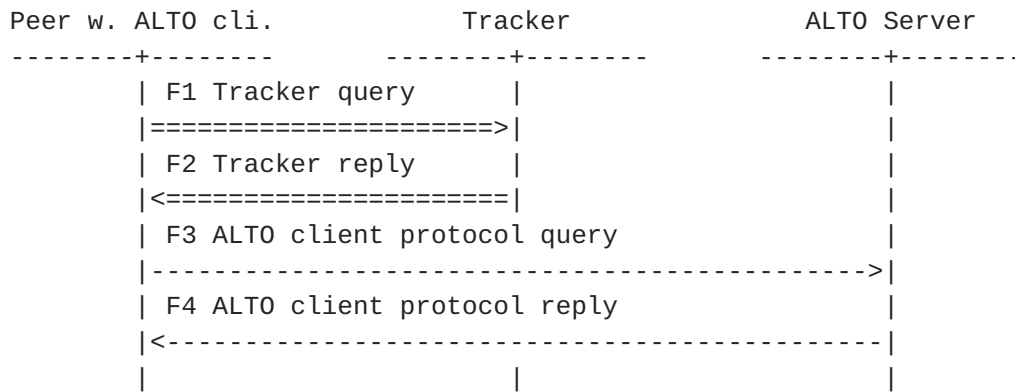 Peer w. ALTO cli.            Tracker               ALTO Server
--------+--------       --------+--------       --------+--------
        | F1 Tracker query      |                       |
        |======================>|                       |
        | F2 Tracker reply      |                       |
        |<======================|                       |
        | F3 ALTO client protocol query                 |
        |---------------------------------------------->|
        | F4 ALTO client protocol reply                 |
        |<----------------------------------------------|
        |                       |                       |